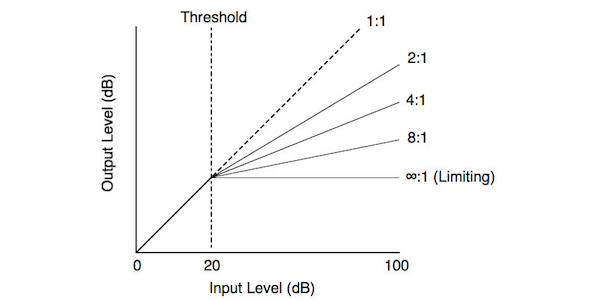 Threshold
1:1
2:1
4:1
8:1
∞:1 (Limiting)
Output Level (dB)
0
20
100
Input Level (dB)